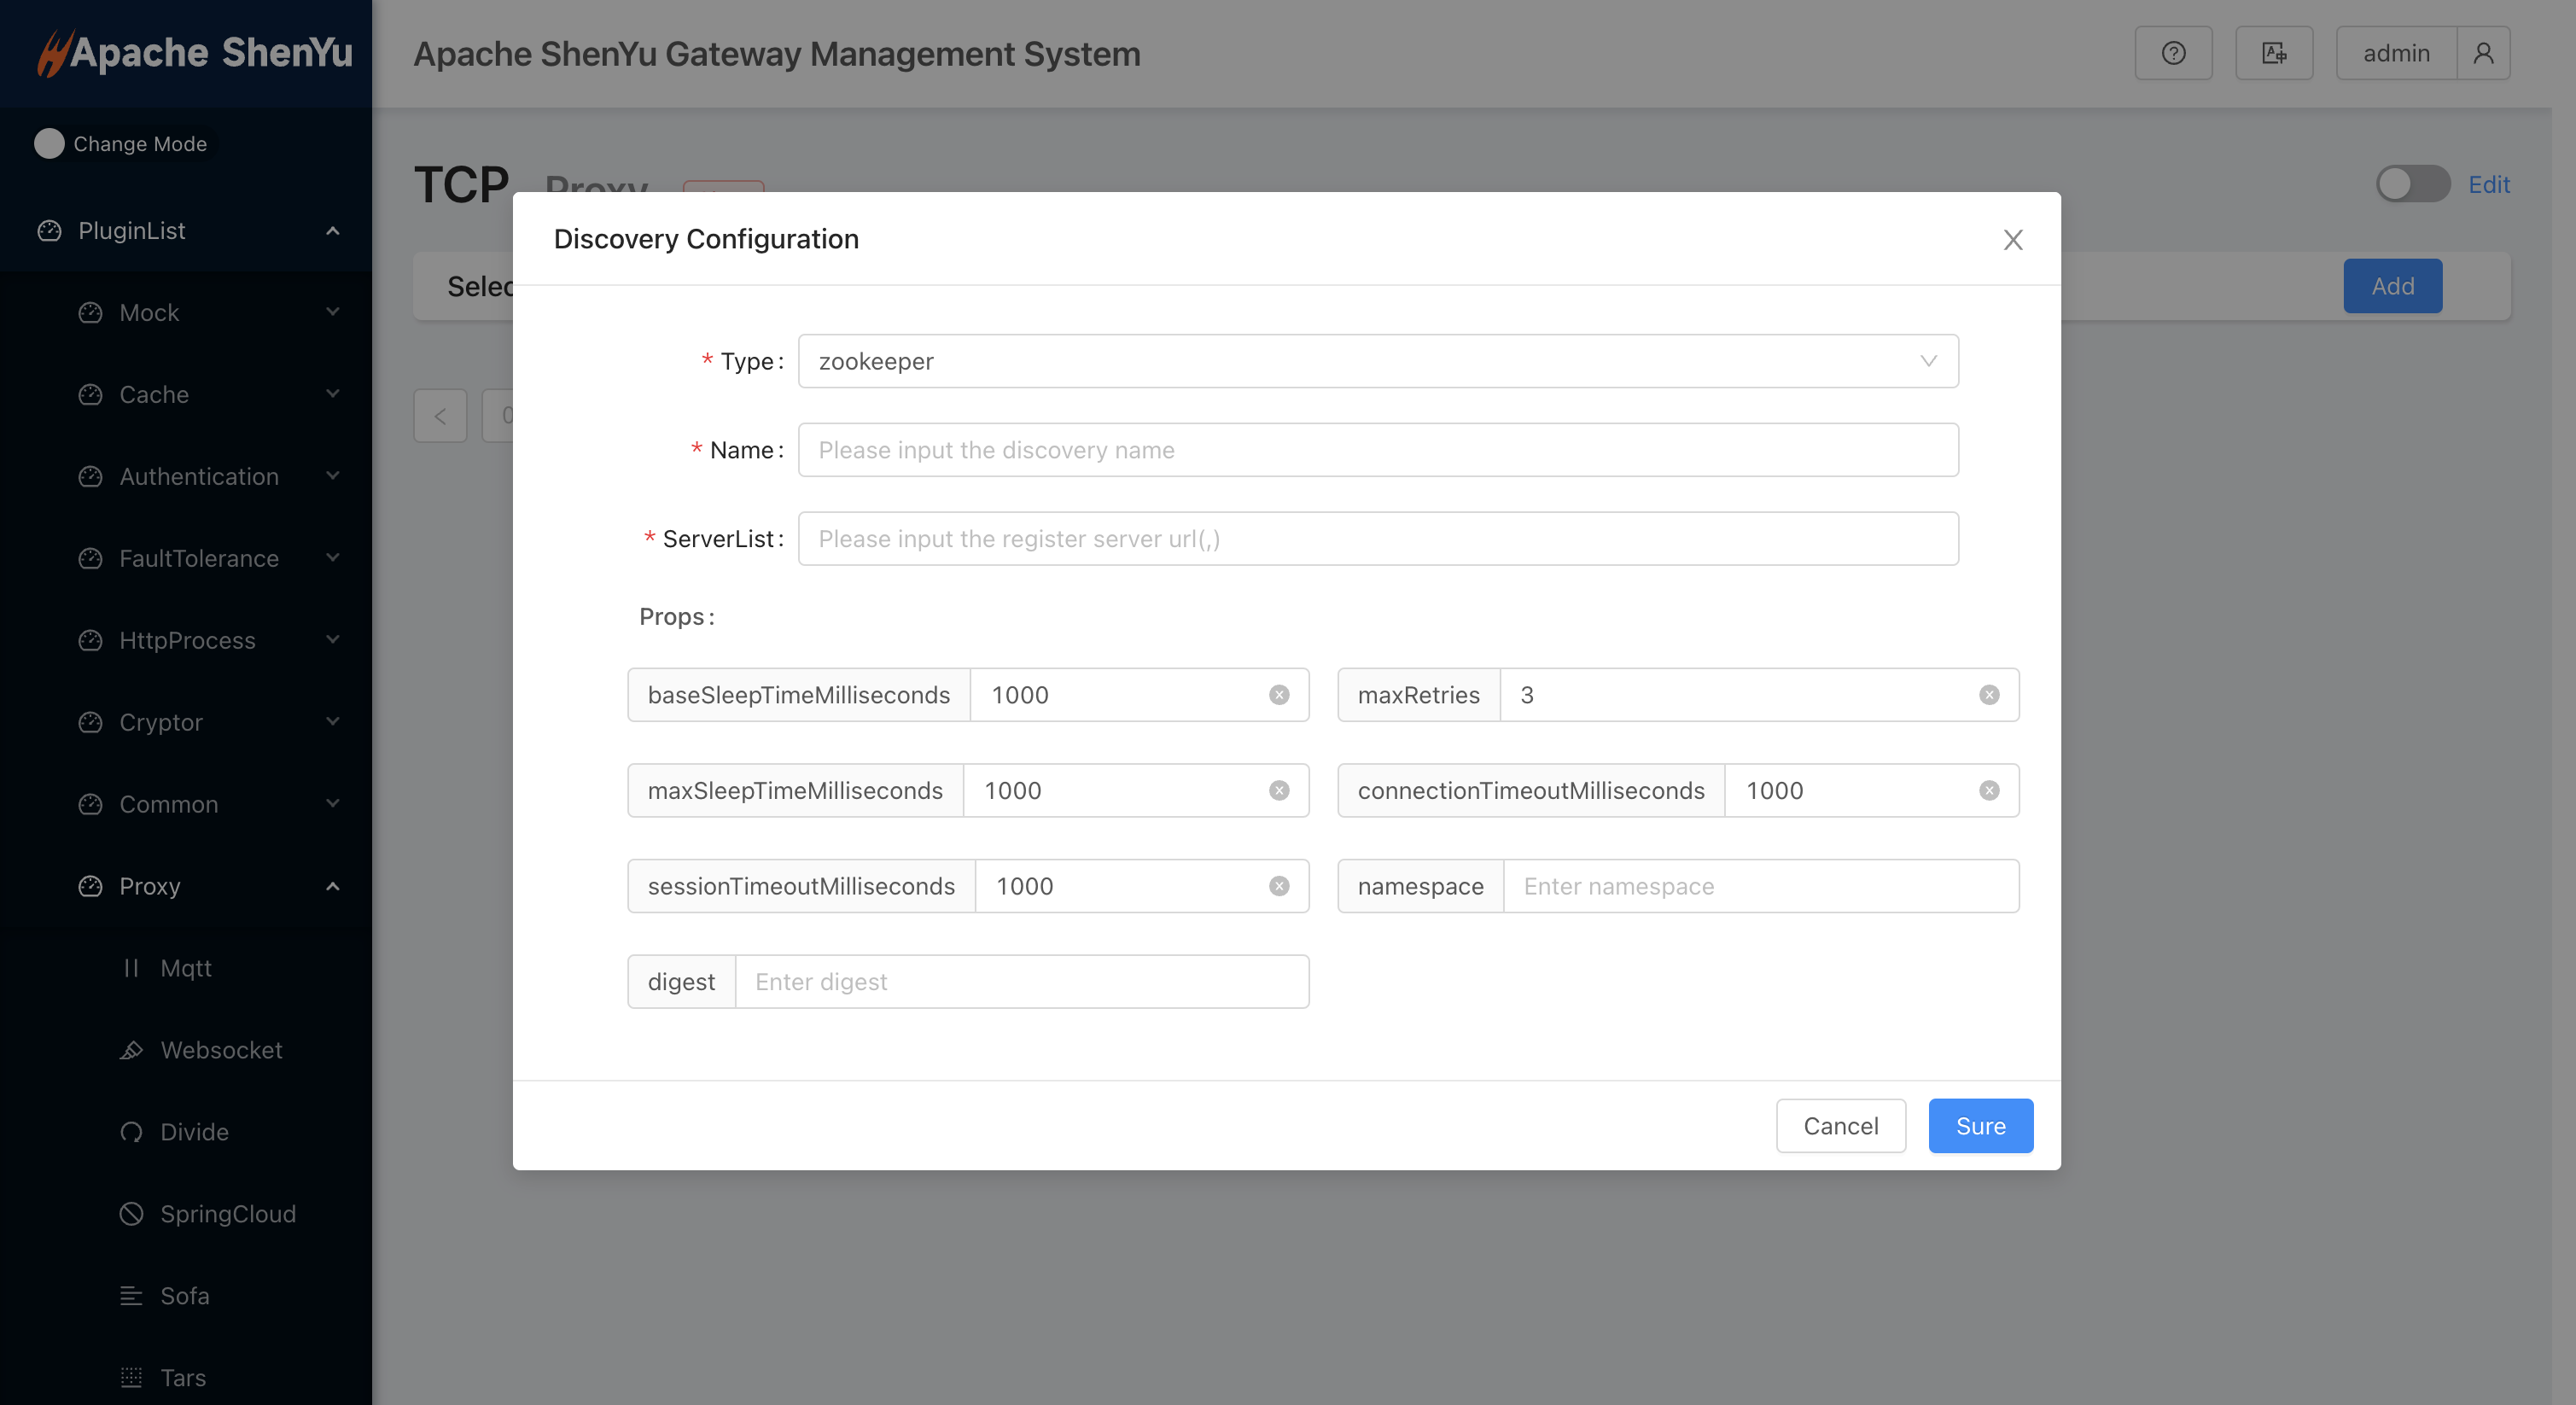 Apache ShenYu
Apache ShenYu Gateway Management System
admin
Change Mode
PluginList
Mock
Cache
Authentication
FaultTolerance
HttpProcess
Cryptor
Common
Proxy
Mqtt
Websocket
Divide
SpringCloud
Sofa
Tars
TCP Proxy
Edit
Selec
Add
< 0
Discovery Configuration
* Type: zookeeper
* Name: Please input the discovery name
* ServerList: Please input the register server url(,)
Props:
baseSleepTimeMilliseconds 1000 maxRetries 3
maxSleepTimeMilliseconds 1000 connectionTimeoutMilliseconds 1000
sessionTimeoutMilliseconds 1000 namespace Enter namespace
digest Enter digest
Cancel Sure